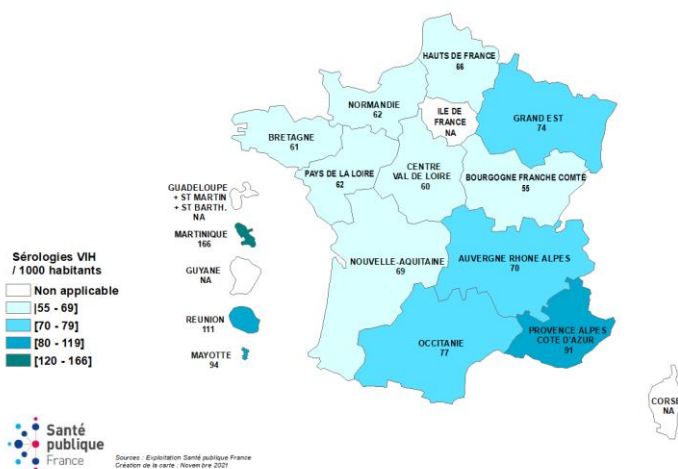 HAUTS DE FRANCE
66
NORMANDIE
62
ILE DE
FRANCE
NA
GRAND EST
74
BRETAGNE
61
PAYS DE LA LOIRE
62
CENTRE
VAL DE LOIRE
60
BOURGOGNE FRANCHE COMTE
55
GUADELOUPE
+ ST MARTIN
+ ST BARTH.
NA
MARTINIQUE
166
GUYANE
NA
REUNION
111
MAYOTTE
94
NOUVELLE-AQUITAINE
69
AUVERGNE RHONE ALPES
70
OCCITANIE
77
PROVENCE ALPES
COTE D'AZUR
91
CORSE
NA
Sérologies VIH
/ 1000 habitants
Non applicable
[55 - 69]
[70 - 79]
[80 - 119]
[120 - 166]
Santé
publique
France
Sources : Exploitation Santé publique France
Création de la carte : Novembre 2021